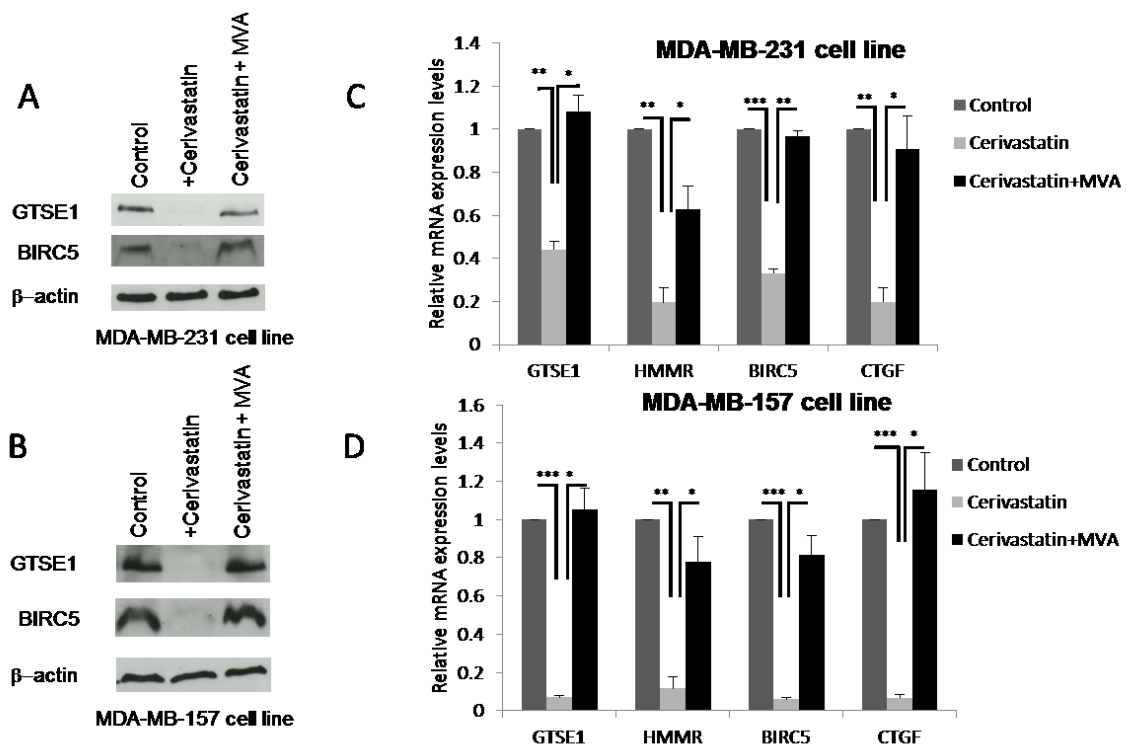 A
Control
+Cerivastatin
Cerivastatin + MVA
GTSE1
BIRC5
β-actin
MDA-MB-231 cell line
B
Control
+Cerivastatin
Cerivastatin + MVA
GTSE1
BIRC5
β-actin
MDA-MB-157 cell line
C
MDA-MB-231 cell line
Relative mRNA expression levels
1.4
1.2
1
0.8
0.6
0.4
0.2
0
** * ** * *** ** ** *
GTSE1 HMMR BIRC5 CTGF
Control
Cerivastatin
Cerivastatin+MVA
D
MDA-MB-157 cell line
Relative mRNA expression levels
1.6
1.4
1.2
1
0.8
0.6
0.4
0.2
0
*** * ** * *** * *** *
GTSE1 HMMR BIRC5 CTGF
Control
Cerivastatin
Cerivastatin+MVA